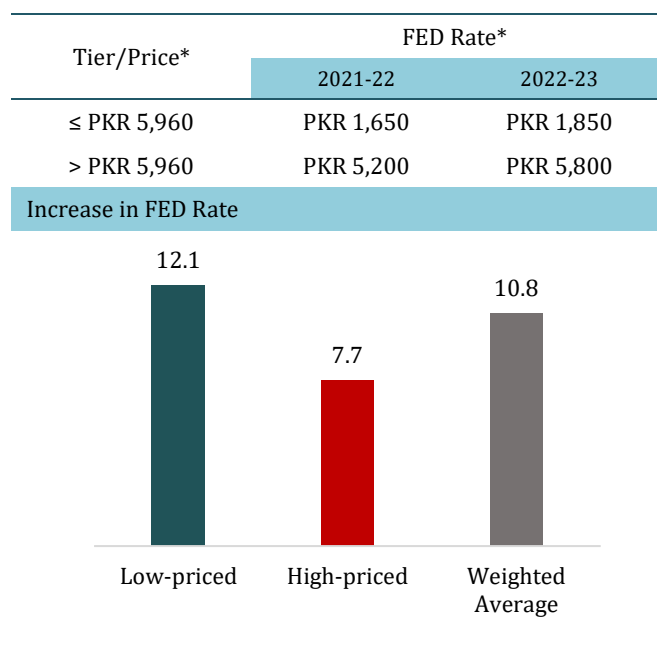 Tier/Price* FED Rate*
2021-22 2022-23
≤ PKR 5,960 PKR 1,650 PKR 1,850
> PKR 5,960 PKR 5,200 PKR 5,800
Increase in FED Rate
12.1
10.8
7.7
Low-priced High-priced Weighted
Average